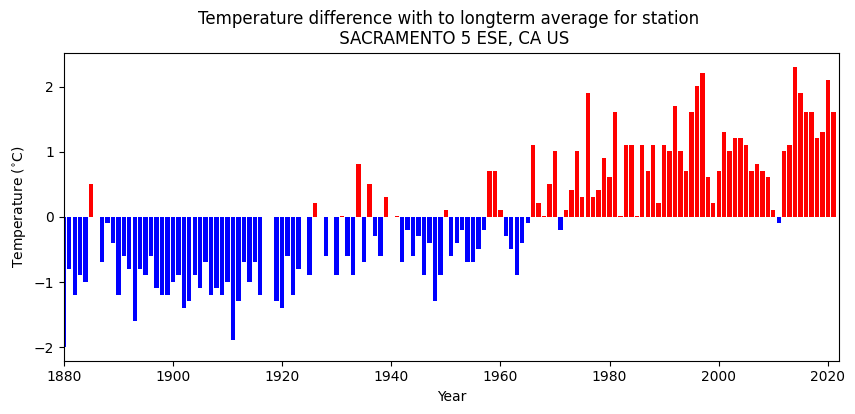 Temperature difference with to longterm average for station
SACRAMENTO 5 ESE, CA US
Temperature (°C)
2
1
0
−1
−2
1880 1900 1920 1940 1960 1980 2000 2020
Year